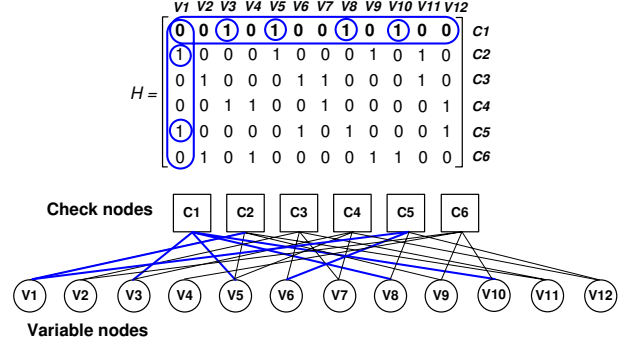 V1 V2 V3 V4 V5 V6 V7 V8 V9 V10 V11 V12
0 0 1 0 1 0 0 1 0 1 0 0 C1
1 0 0 0 1 0 0 0 1 0 1 0 C2
0 1 0 0 0 1 1 0 0 0 1 0 C3
H =
0 0 1 1 0 0 1 0 0 0 0 1 C4
1 0 0 0 0 1 0 1 0 0 0 1 C5
0 1 0 1 0 0 0 0 1 1 0 0 C6
Check nodes C1 C2 C3 C4 C5 C6
V1 V2 V3 V4 V5 V6 V7 V8 V9 V10 V11 V12
Variable nodes